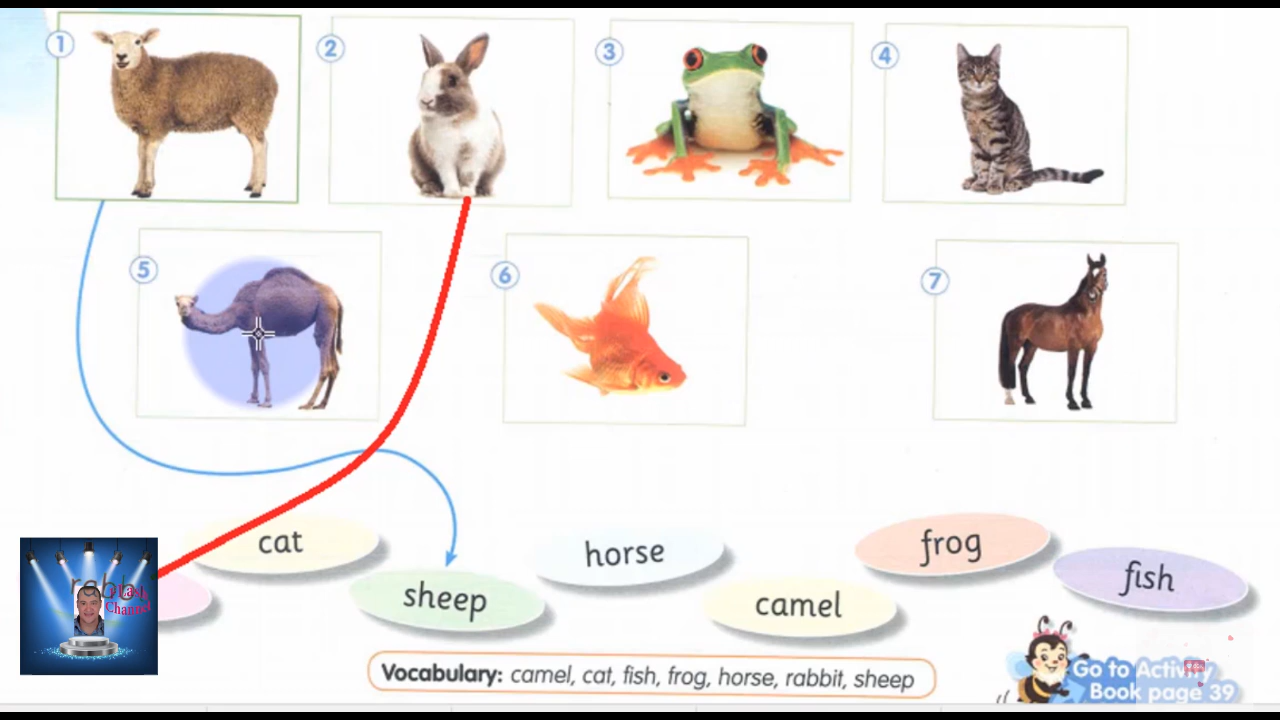 1
2
3
4
5
6
7
cat
horse
frog
fish
sheep
camel
Channel
Vocabulary: camel, cat, fish, frog, horse, rabbit, sheep
Go to Activity
Book page 39